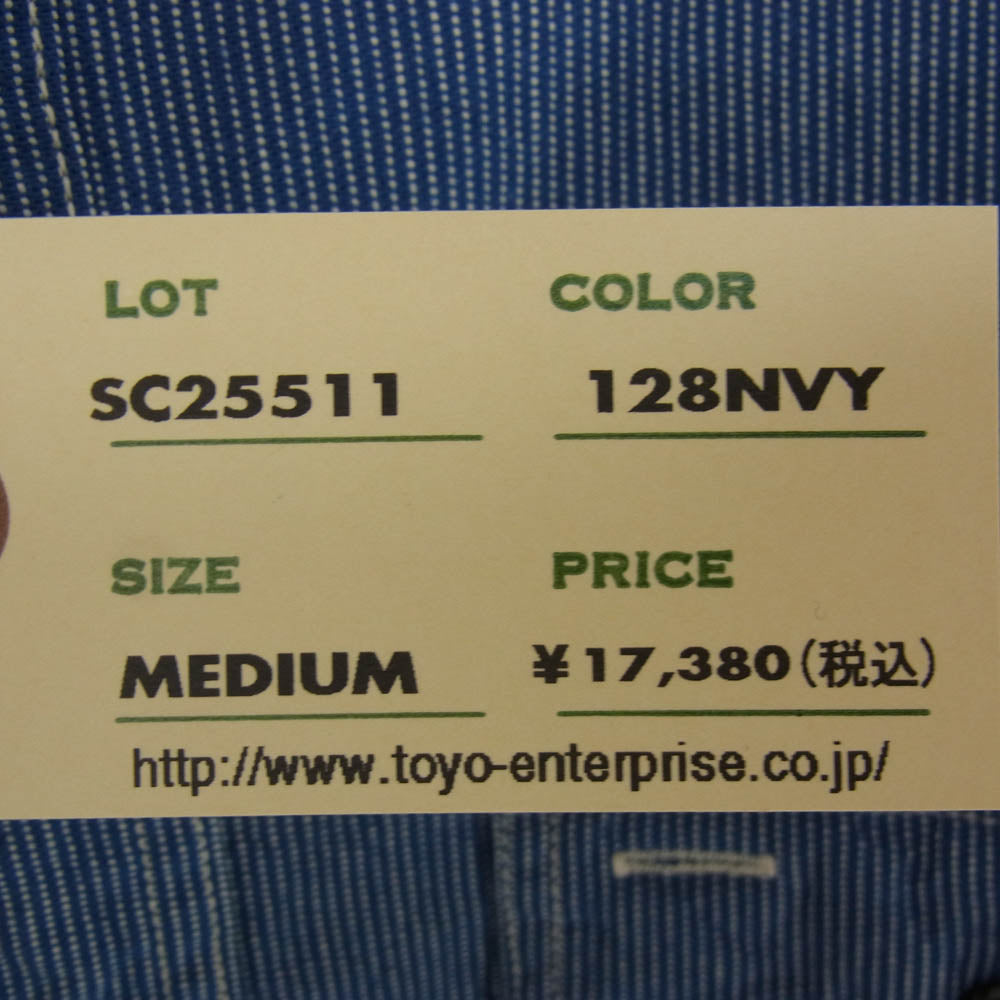 LOT COLOR
SC25511 128NVY
SIZE PRICE
MEDIUM ¥17,380(税込)
http://www.toyo-enterprise.co.jp/